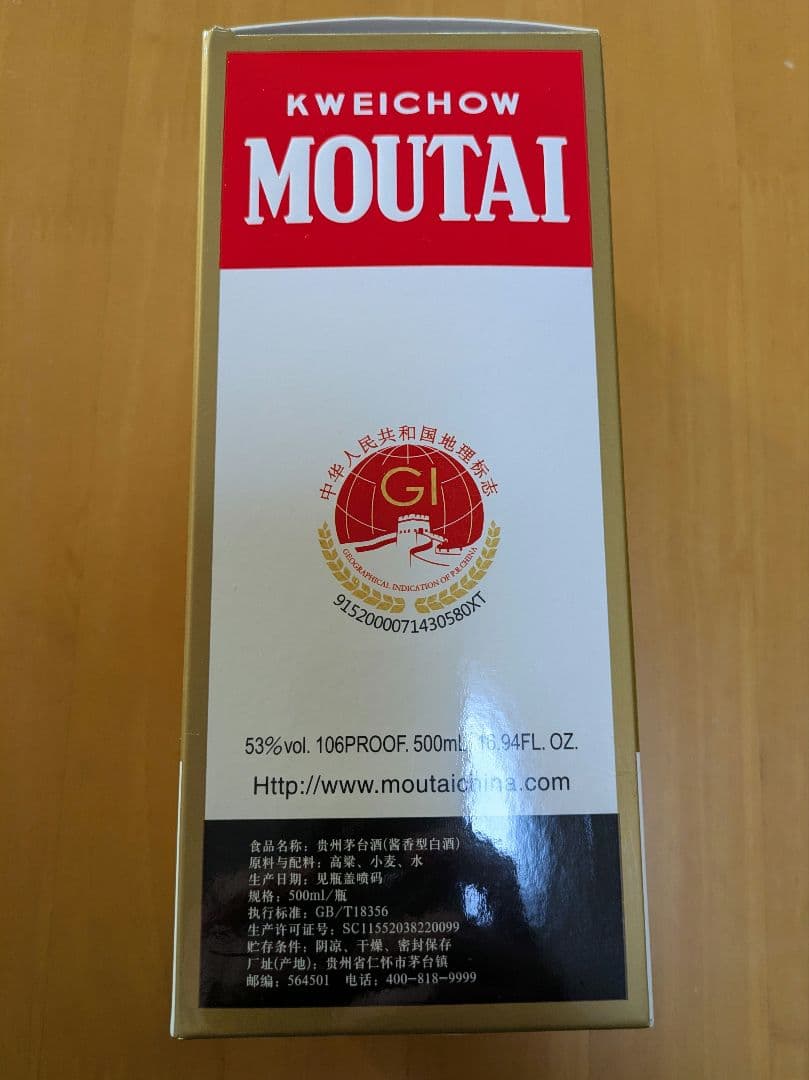 KWEICHOW
MOUTAI
中华人民共和国地理标志
GI
GEOGRAPHICAL INDICATION OF P.R.CHINA
9152000071430580XT
53%vol. 106PROOF. 500mL 16.94FL. OZ.
Http://www.moutaichina.com
食品名称：贵州茅台酒(酱香型白酒)
原料与配料：高粱、小麦、水
生产日期：见瓶盖喷码
规格：500ml/瓶
执行标准：GB/T18356
生产许可证号：SC11552038220099
贮存条件：阴凉、干燥、密封保存
厂址(产地)：贵州省仁怀市茅台镇
邮编：564501 电话：400-818-9999